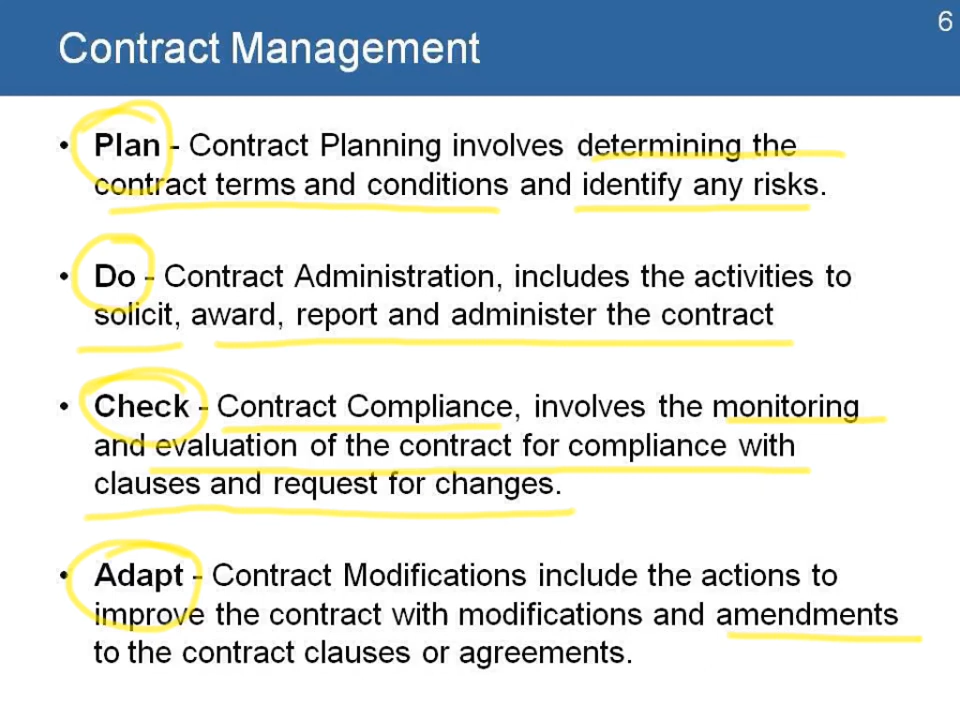 6
Contract Management
• Plan - Contract Planning involves determining the
contract terms and conditions and identify any risks.
• Do - Contract Administration, includes the activities to
solicit, award, report and administer the contract
• Check - Contract Compliance, involves the monitoring
and evaluation of the contract for compliance with
clauses and request for changes.
• Adapt - Contract Modifications include the actions to
improve the contract with modifications and amendments
to the contract clauses or agreements.